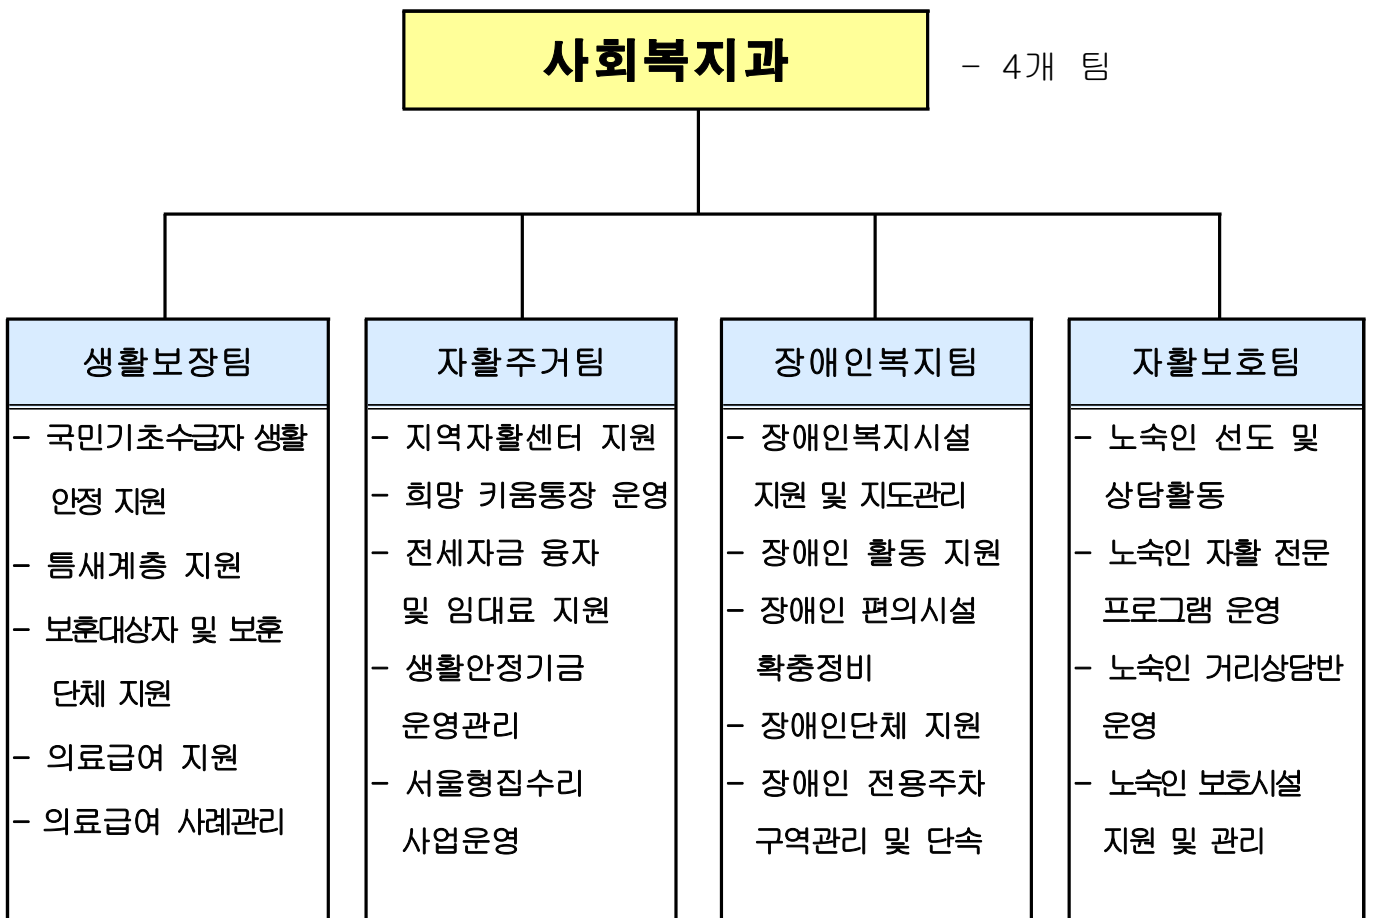 사회복지과
- 4개 팀
생활보장팀
- 국민기초수급자 생활
안정 지원
- 틈새계층 지원
- 보훈대상자 및 보훈
단체 지원
- 의료급여 지원
- 의료급여 사례관리
자활주거팀
- 지역자활센터 지원
- 희망 키움통장 운영
- 전세자금 융자
및 임대료 지원
- 생활안정기금
운영관리
- 서울형집수리
사업운영
장애인복지팀
- 장애인복지시설
지원 및 지도관리
- 장애인 활동 지원
- 장애인 편의시설
확충정비
- 장애인단체 지원
- 장애인 전용주차
구역관리 및 단속
자활보호팀
- 노숙인 선도 및
상담활동
- 노숙인 자활 전문
프로그램 운영
- 노숙인 거리상담반
운영
- 노숙인 보호시설
지원 및 관리